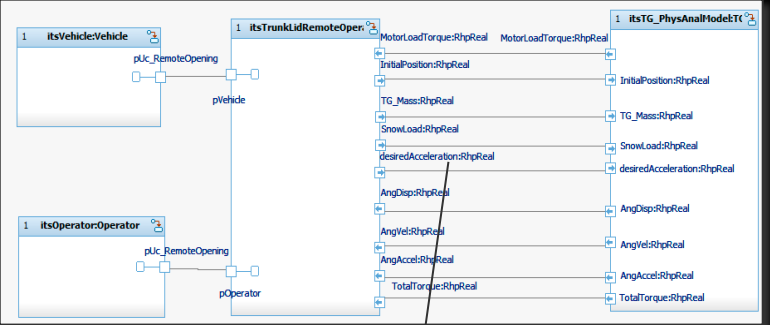 1 itsVehicle:Vehicle
pUc_RemoteOpening
pVehicle
1 itsOperator:Operator
pUc_RemoteOpening
pOperator
1 itsTrunkLidRemoteOpera
MotorLoadTorque:RhpReal
InitialPosition:RhpReal
TG_Mass:RhpReal
SnowLoad:RhpReal
desiredAcceleration:RhpReal
AngDisp:RhpReal
AngVel:RhpReal
AngAccel:RhpReal
TotalTorque:RhpReal
1 itsTG_PhysAnalModel:TG
MotorLoadTorque:RhpReal
InitialPosition:RhpReal
TG_Mass:RhpReal
SnowLoad:RhpReal
desiredAcceleration:RhpReal
AngDisp:RhpReal
AngVel:RhpReal
AngAccel:RhpReal
TotalTorque:RhpReal